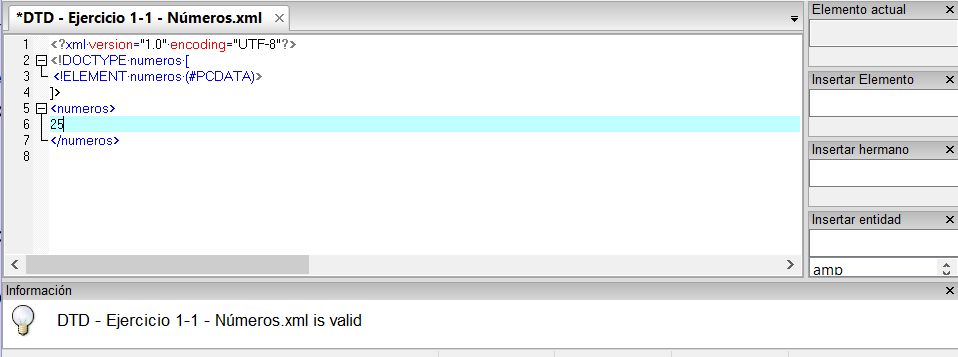 *DTD - Ejercicio 1-1 - Números.xml
1 <?xml·version="1.0"·encoding="UTF-8"?>
2 <!DOCTYPE·numeros·[
3 <!ELEMENT·numeros·(#PCDATA)>
4 ]>
5 <numeros>
6 25
7 </numeros>
8
Elemento actual
Insertar Elemento
Insertar hermano
Insertar entidad
amp
Información
DTD - Ejercicio 1-1 - Números.xml is valid